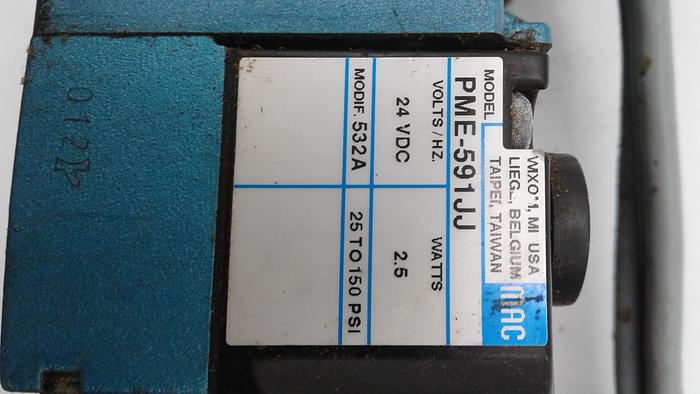 MAC
MI USA
BELGIUM
TAIPEI, TAIWAN
MODEL
PME-591JJ
VOLTS/HZ. WATTS
24 VDC 2.5
MODIF. 532A 25 TO 150 PSI